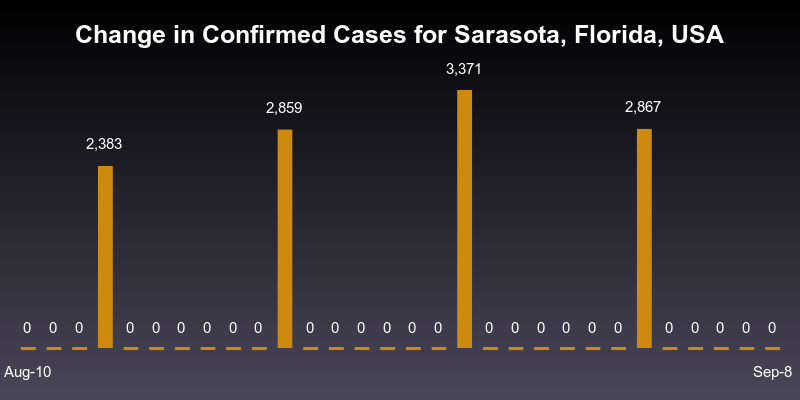 Change in Confirmed Cases for Sarasota, Florida, USA
3,371
2,859
2,867
2,383
0 0 0 0 0 0 0 0 0 0 0 0 0 0 0 0 0 0 0 0 0 0 0 0 0 0
Aug-10 Sep-8